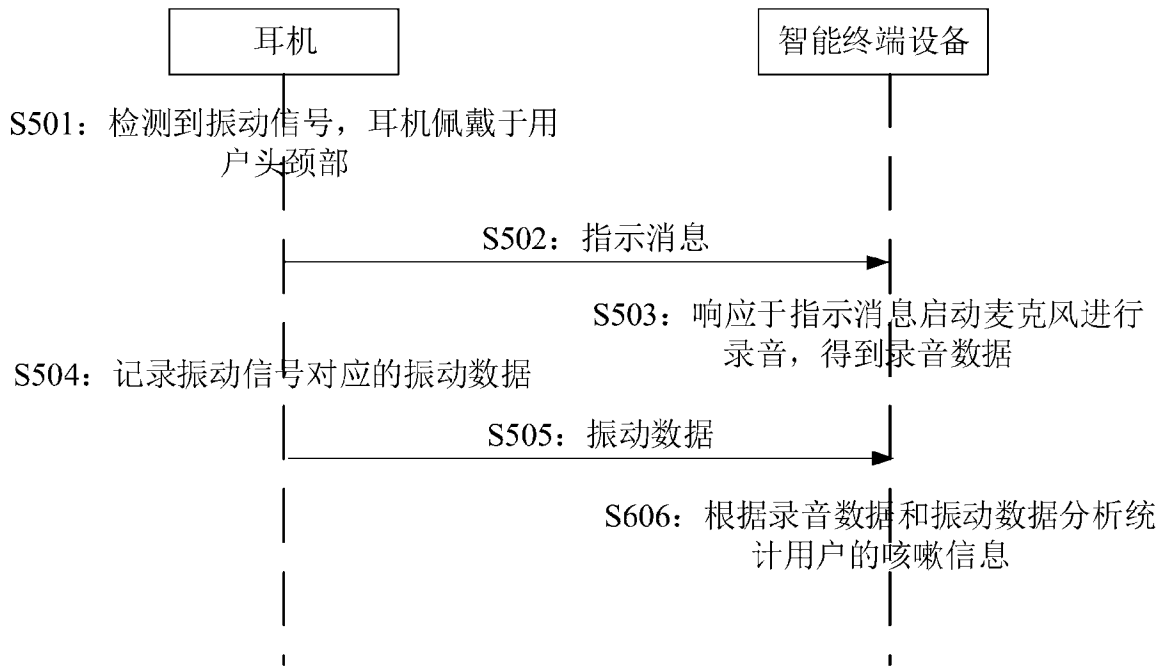 耳机
智能终端设备
S501：检测到振动信号，耳机佩戴于用
户头颈部
S502：指示消息
S503：响应于指示消息启动麦克风进行
录音，得到录音数据
S504：记录振动信号对应的振动数据
S505：振动数据
S606：根据录音数据和振动数据分析统
计用户的咳嗽信息